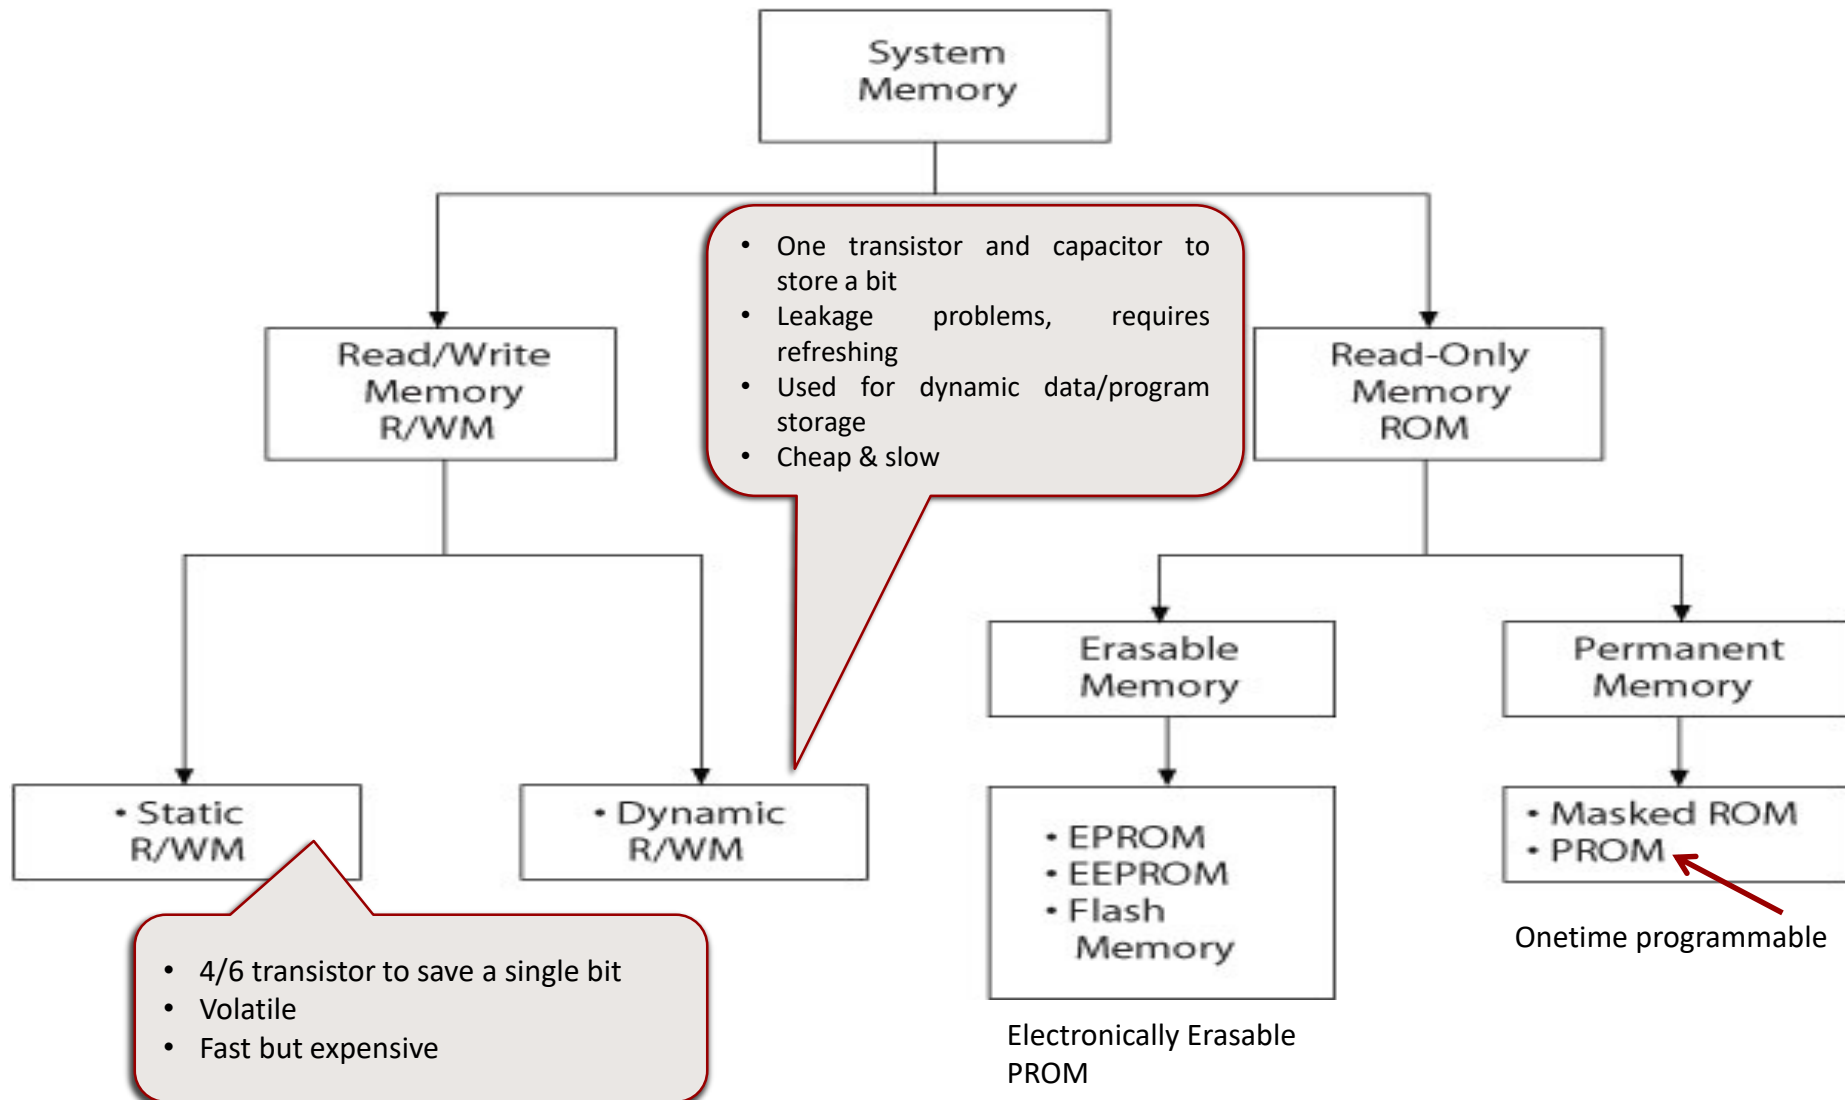 System
Memory
• One transistor and capacitor to
store a bit
• Leakage problems, requires
refreshing
• Used for dynamic data/program
storage
• Cheap & slow
Read/Write
Memory
R/WM
Read-Only
Memory
ROM
Erasable
Memory
Permanent
Memory
• Static
R/WM
• Dynamic
R/WM
• EPROM
• EEPROM
• Flash
Memory
• Masked ROM
• PROM
Onetime programmable
• 4/6 transistor to save a single bit
• Volatile
• Fast but expensive
Electronically Erasable
PROM